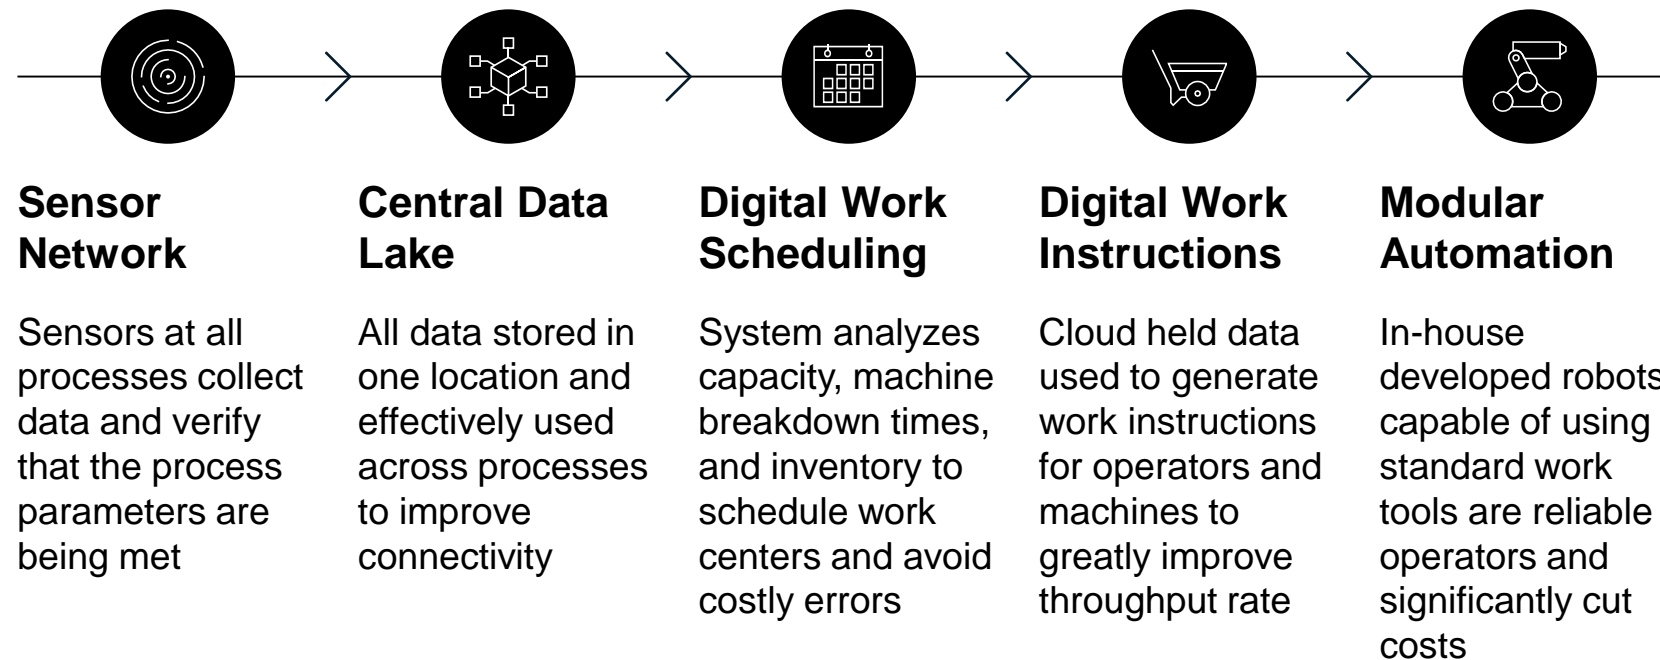 Sensor
Network
Sensors at all
processes collect
data and verify
that the process
parameters are
being met
Central Data
Lake
All data stored in
one location and
effectively used
across processes
to improve
connectivity
Digital Work
Scheduling
System analyzes
capacity, machine
breakdown times,
and inventory to
schedule work
centers and avoid
costly errors
Digital Work
Instructions
Cloud held data
used to generate
work instructions
for operators and
machines to
greatly improve
throughput rate
Modular
Automation
In-house
developed robots
capable of using
standard work
tools are reliable
operators and
significantly cut
costs